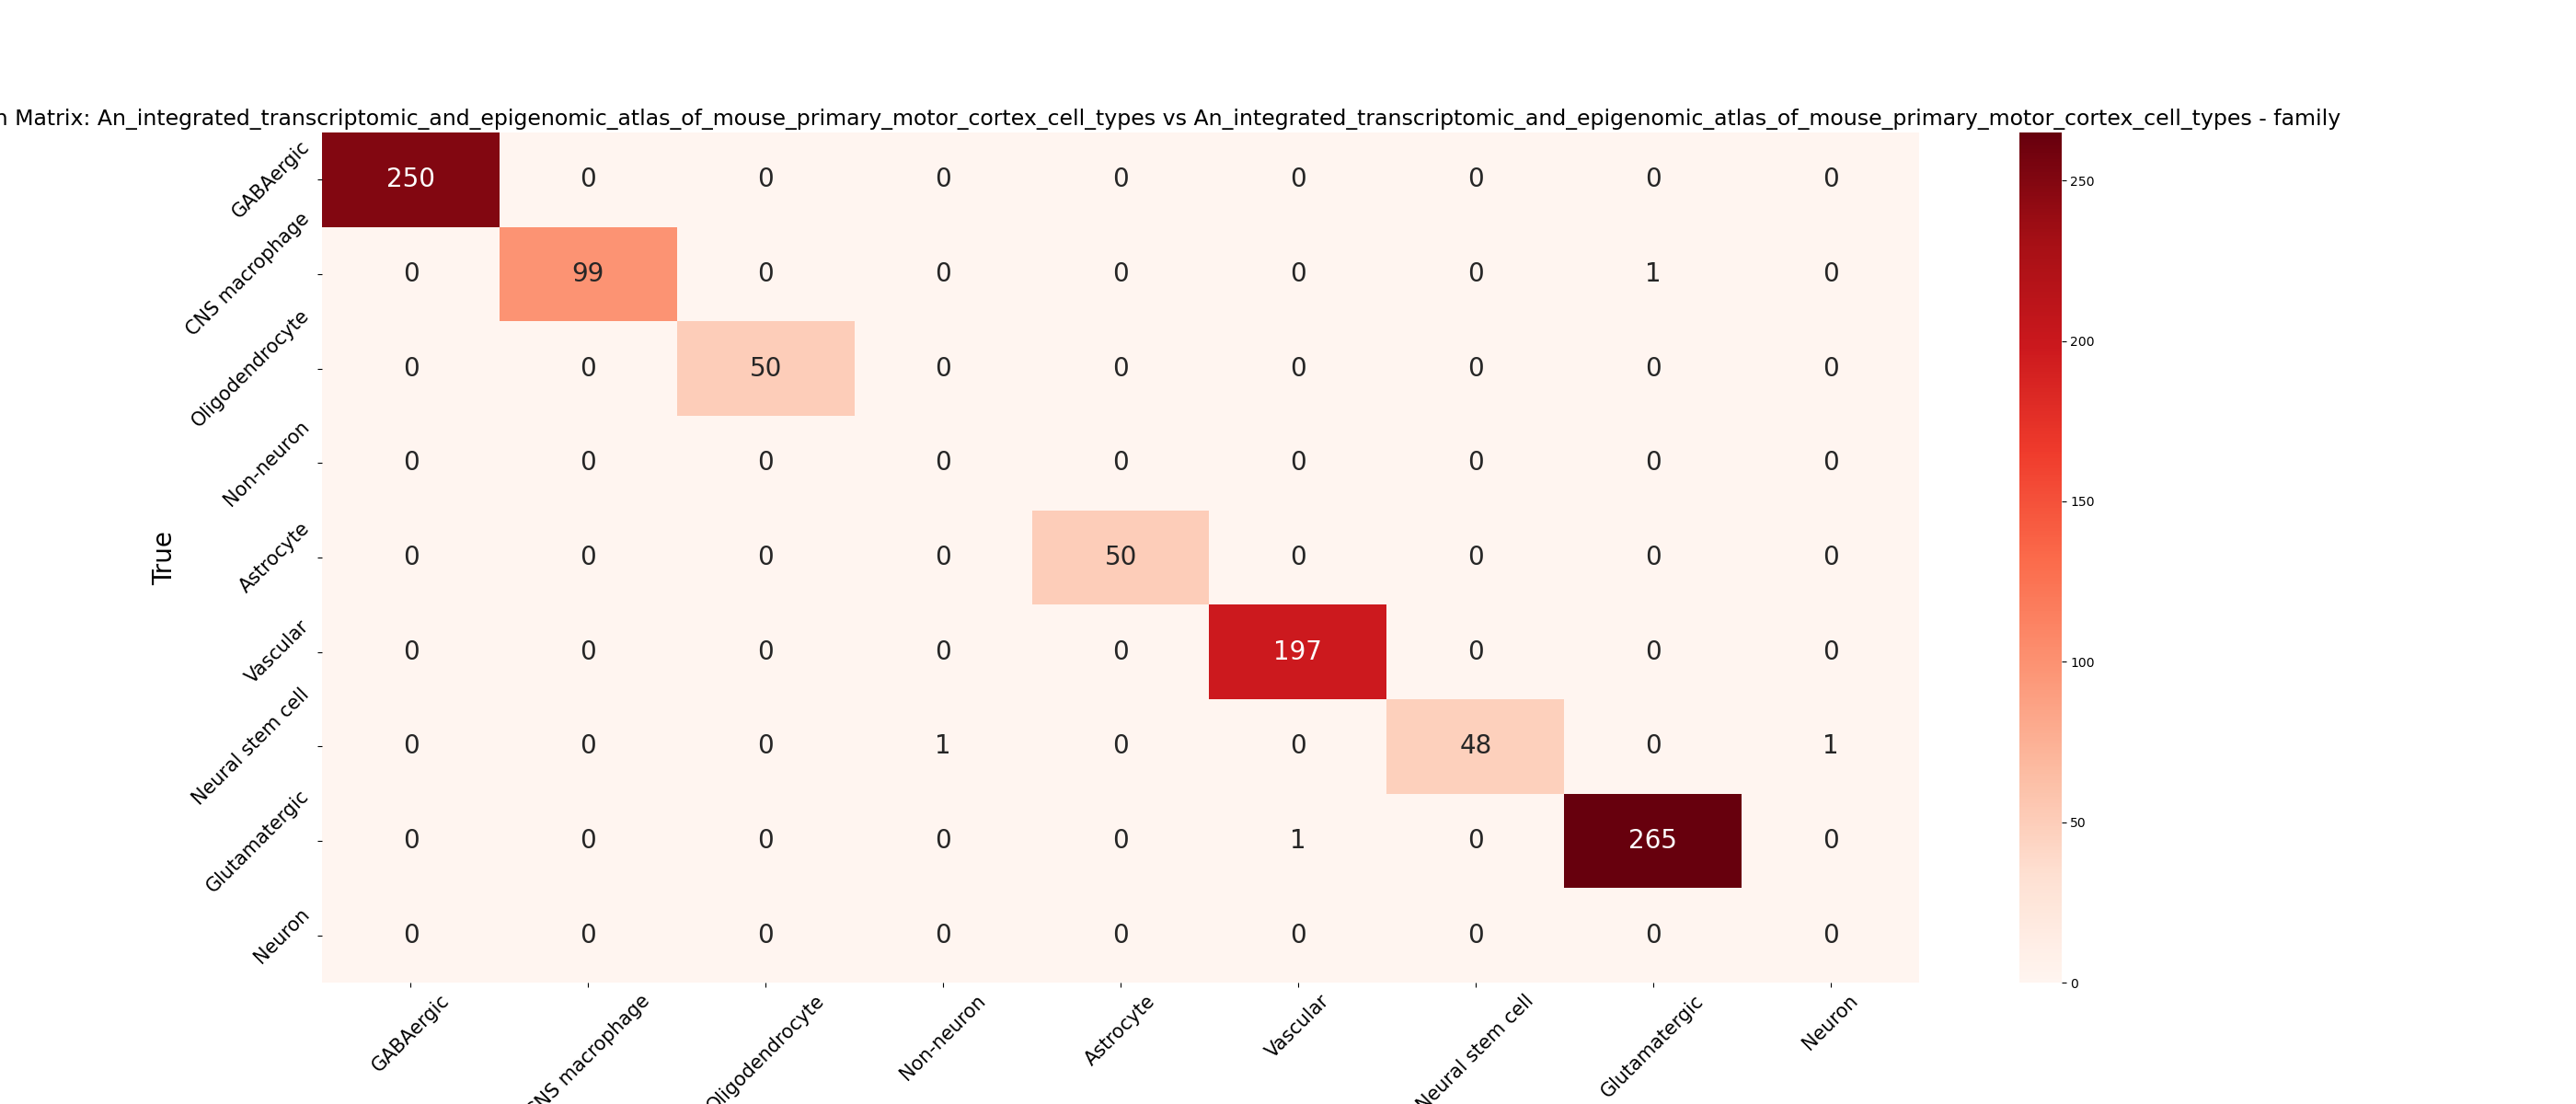 n Matrix: An_integrated_transcriptomic_and_epigenomic_atlas_of_mouse_primary_motor_cortex_cell_types vs An_integrated_transcriptomic_and_epigenomic_atlas_of_mouse_primary_motor_cortex_cell_types - family
True
GABAergic 250 0 0 0 0 0 0 0 0
CNS macrophage 0 99 0 0 0 0 0 1 0
Oligodendrocyte 0 0 50 0 0 0 0 0 0
Non-neuron 0 0 0 0 0 0 0 0 0
Astrocyte 0 0 0 0 50 0 0 0 0
Vascular 0 0 0 0 0 197 0 0 0
Neural stem cell 0 0 0 1 0 0 48 0 1
Glutamatergic 0 0 0 0 0 1 0 265 0
Neuron 0 0 0 0 0 0 0 0 0
GABAergic CNS macrophage Oligodendrocyte Non-neuron Astrocyte Vascular Neural stem cell Glutamatergic Neuron
250
200
150
100
50
0